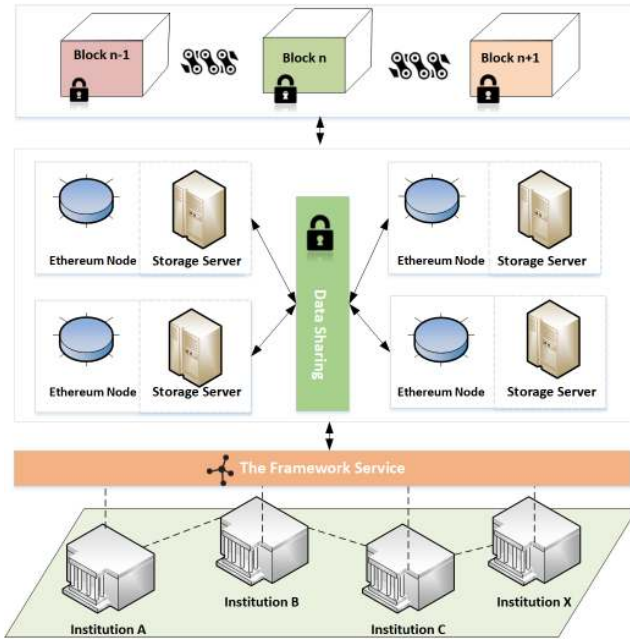 Block n-1
Block n
Block n+1
Ethereum Node
Storage Server
Ethereum Node
Storage Server
Data Sharing
Ethereum Node
Storage Server
Ethereum Node
Storage Server
The Framework Service
Institution A
Institution B
Institution C
Institution X